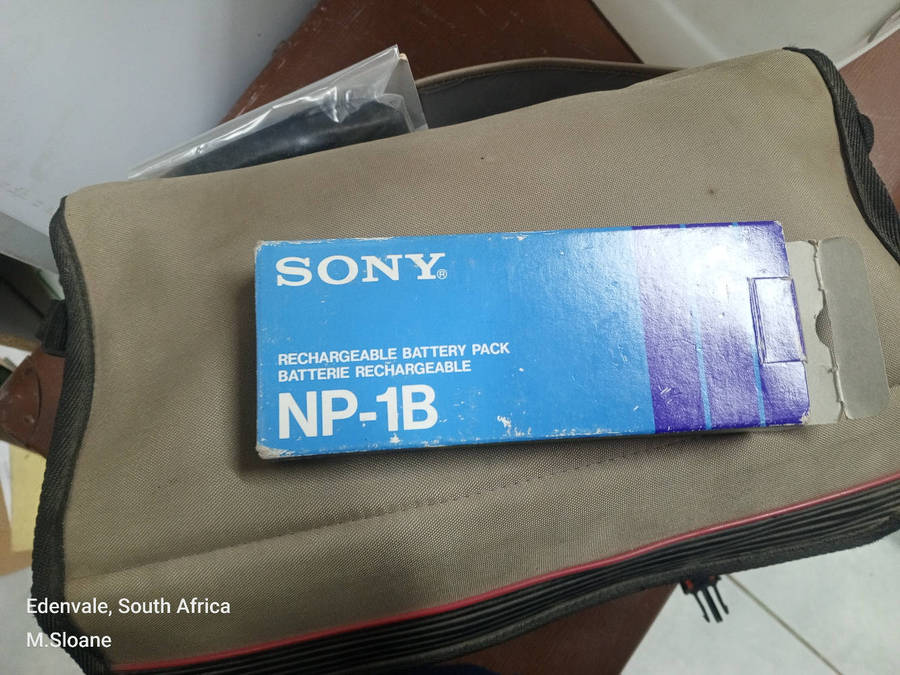 SONY®
RECHARGEABLE BATTERY PACK
BATTERIE RECHARGEABLE
NP-1B
Edenvale, South Africa
M.Sloane